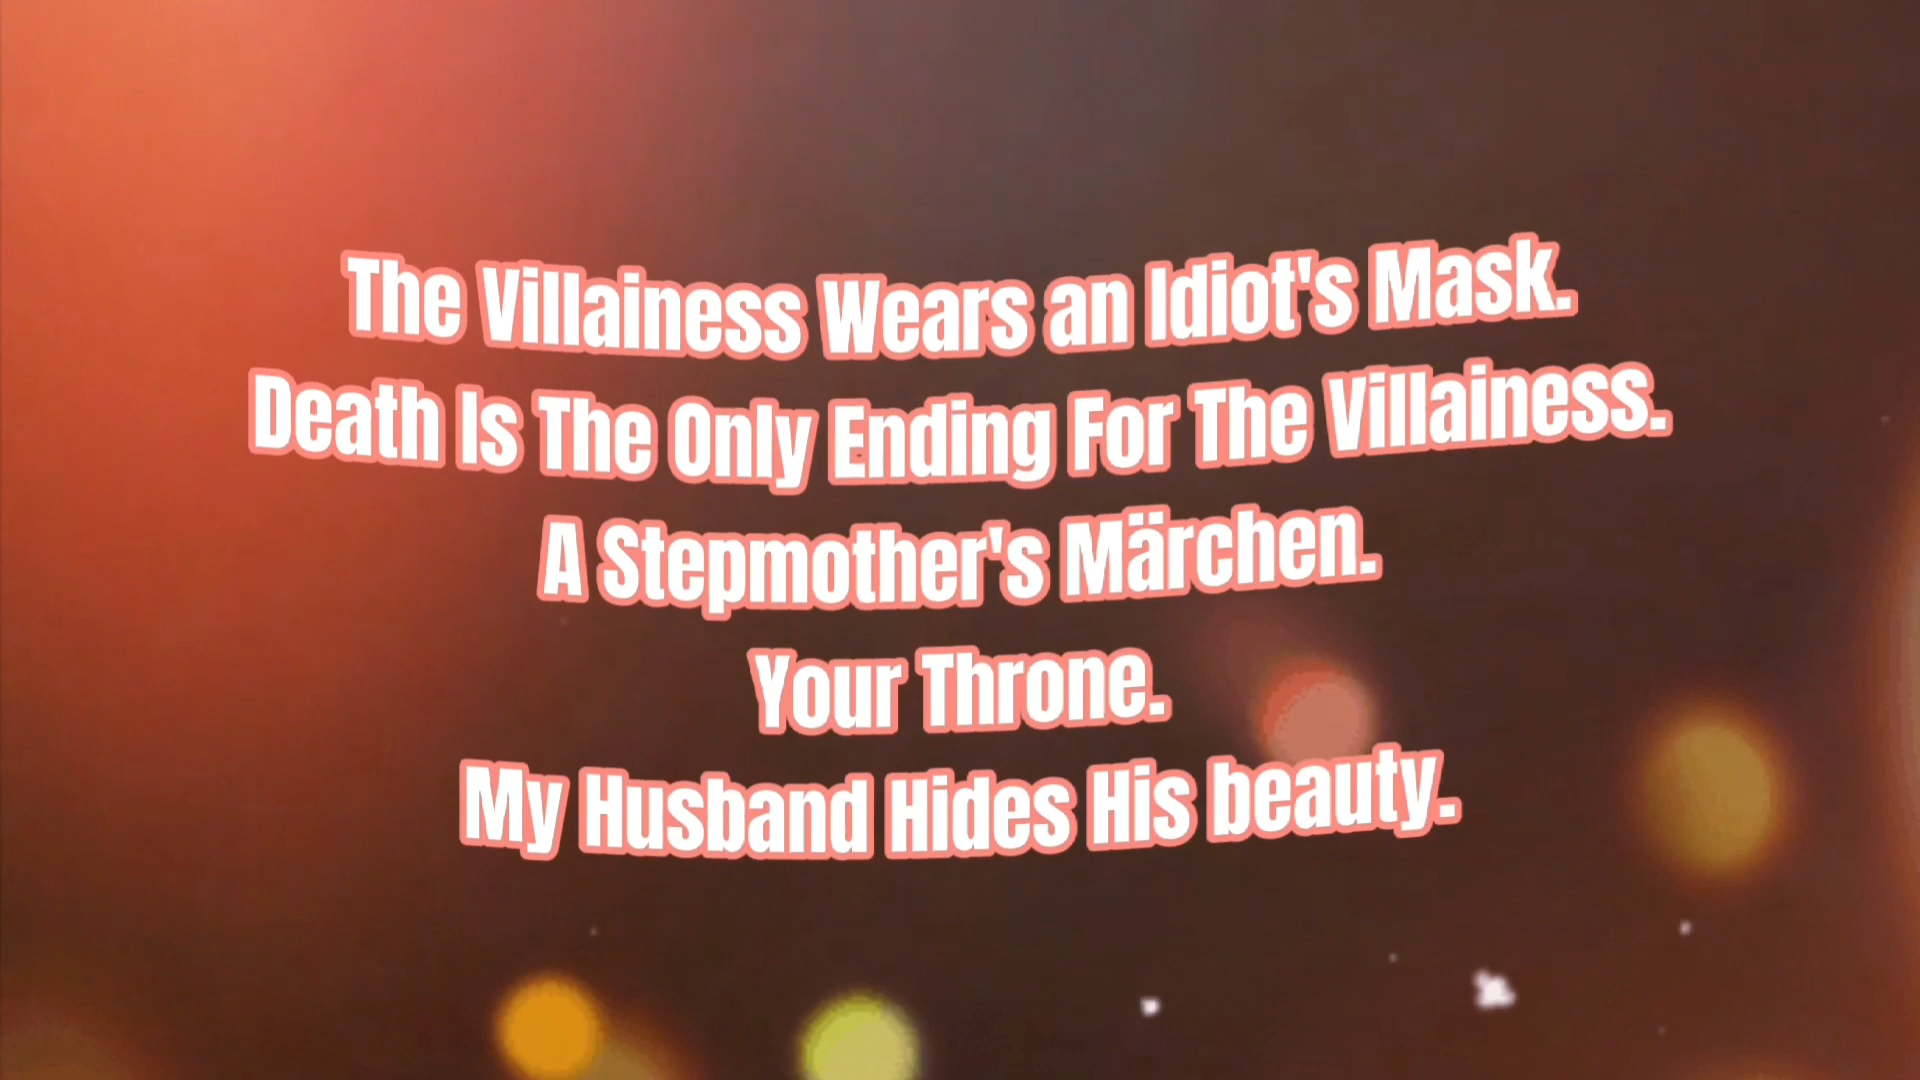 The Villainess Wears an Idiot's Mask.
Death Is The Only Ending For The Villainess.
A Stepmother's Märchen.
Your Throne.
My Husband Hides His beauty.